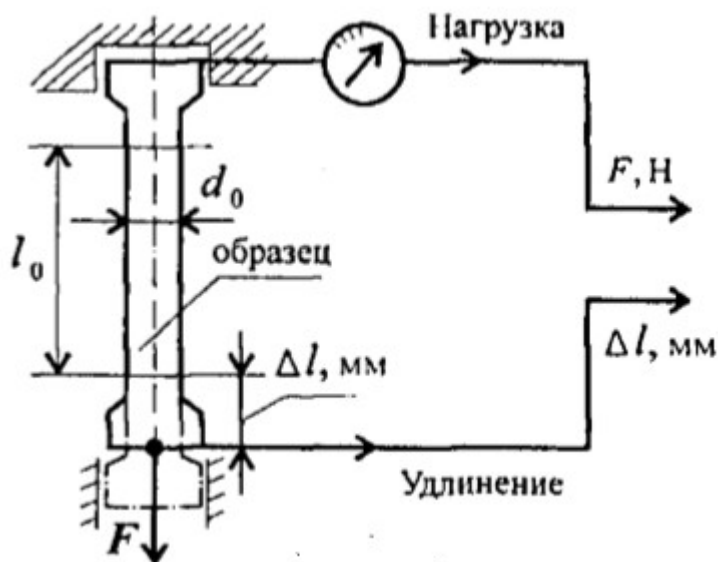 Нагрузка
F, Н
d₀
l₀
образец
Δl, мм
Δl, мм
Удлинение
F